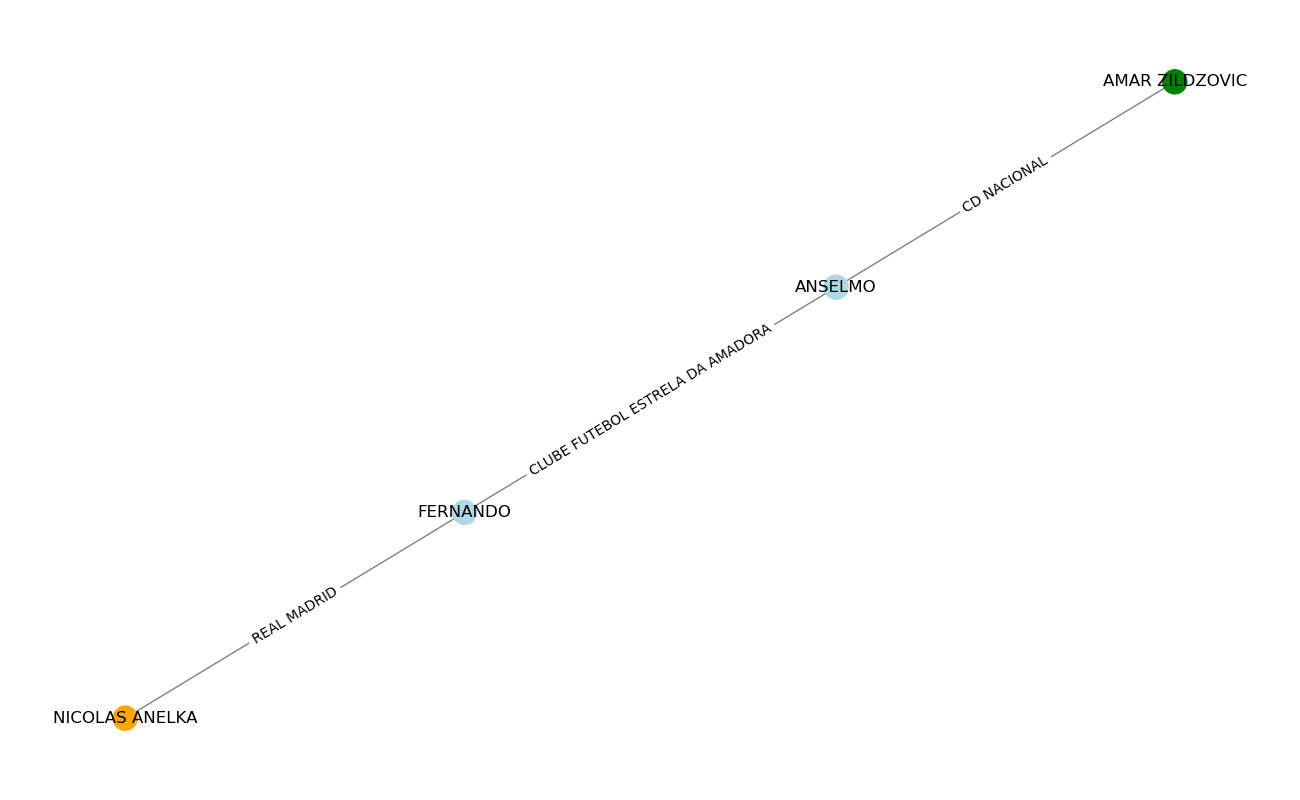 AMAR ZILDZOVIC
CD NACIONAL
ANSELMO
CLUBE FUTEBOL ESTRELA DA AMADORA
FERNANDO
REAL MADRID
NICOLAS ANELKA